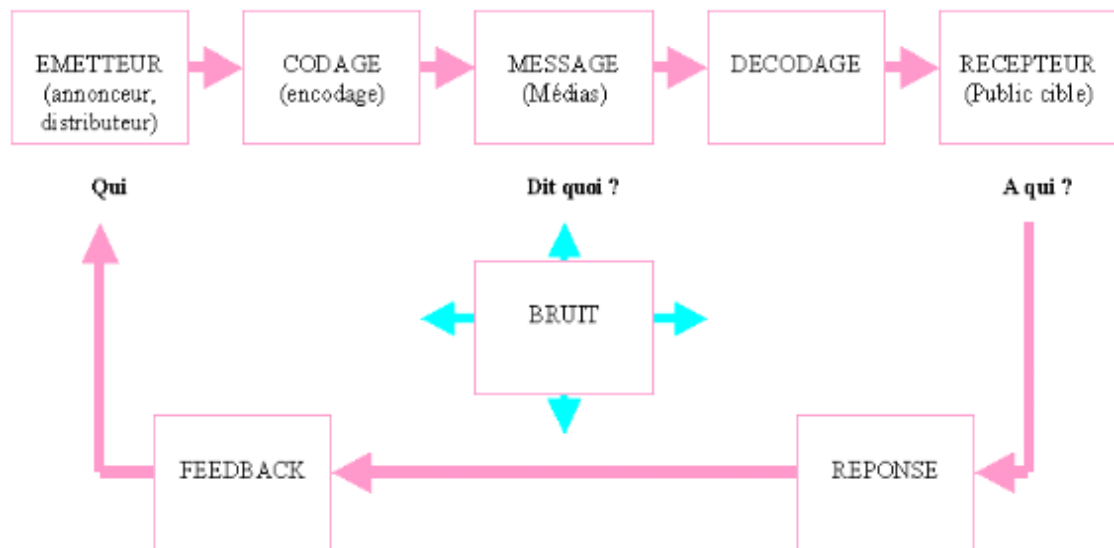 EMETTEUR
(annonceur,
distributeur)
CODAGE
(encodage)
MESSAGE
(Médias)
DECODAGE
RECEPTEUR
(Public cible)
Qui
Dit quoi ?
A qui ?
BRUIT
FEEDBACK
REPONSE